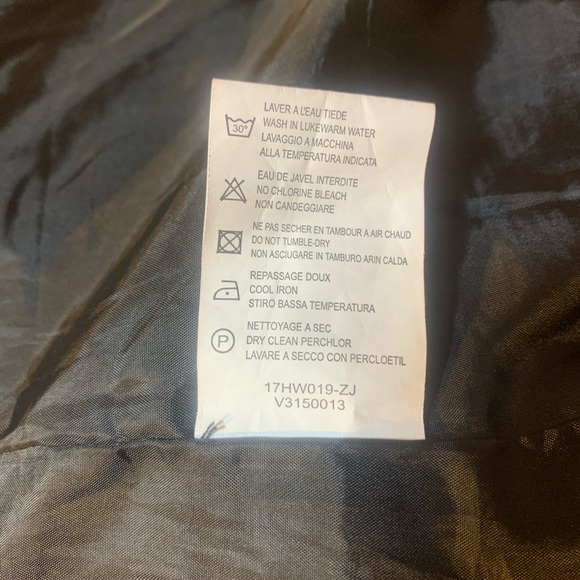 30°
LAVER A L'EAU TIEDE
WASH IN LUKEWARM WATER
LAVAGGIO A MACCHINA
ALLA TEMPERATURA INDICATA
EAU DE JAVEL INTERDITE
NO CHLORINE BLEACH
NON CANDEGGIARE
NE PAS SECHER EN TAMBOUR A AIR CHAUD
DO NOT TUMBLE-DRY
NON ASCIUGARE IN TAMBURO ARIN CALDA
REPASSAGE DOUX
COOL IRON
STIRO BASSA TEMPERATURA
P
NETTOYAGE A SEC
DRY CLEAN PERCHLOR
LAVARE A SECCO CON PERCLOETIL
17HW019-ZJ
V3150013